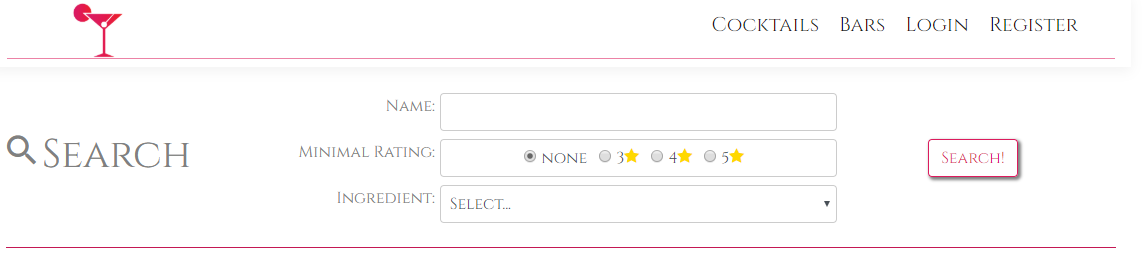 Cocktails Bars Login Register
Name:
Search
Minimal Rating: none 3 4 5
Search!
Ingredient: Select...